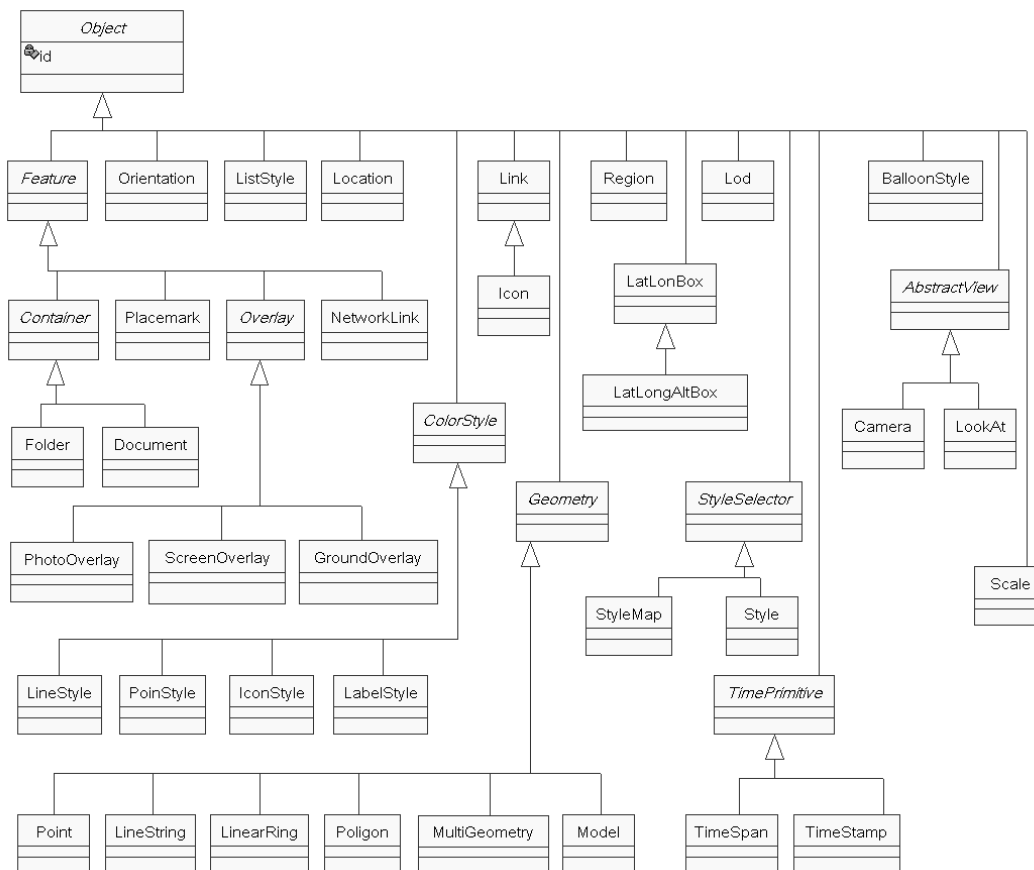 Object
id
Feature
Orientation
ListStyle
Location
Link
Region
Lod
BalloonStyle
Icon
LatLonBox
AbstractView
Container
Placemark
Overlay
NetworkLink
LatLongAltBox
ColorStyle
Camera
LookAt
Folder
Document
Geometry
StyleSelector
PhotoOverlay
ScreenOverlay
GroundOverlay
Scale
StyleMap
Style
LineStyle
PoinStyle
IconStyle
LabelStyle
TimePrimitive
Point
LineString
LinearRing
Poligon
MultiGeometry
Model
TimeSpan
TimeStamp